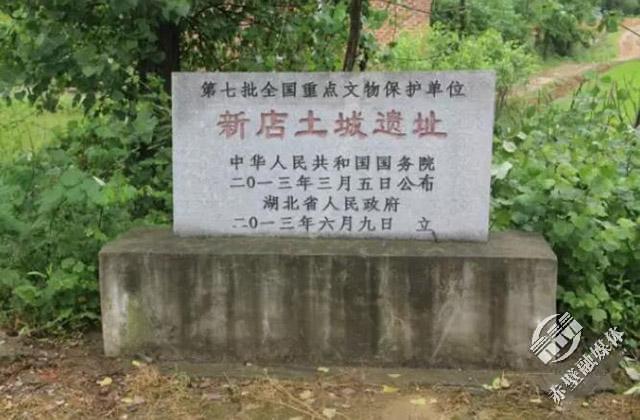 第七批全国重点文物保护单位
新店土城遗址
中华人民共和国国务院
二〇一三年三月五日公布
湖北省人民政府
二〇一三年六月九日 立
赤壁融媒体